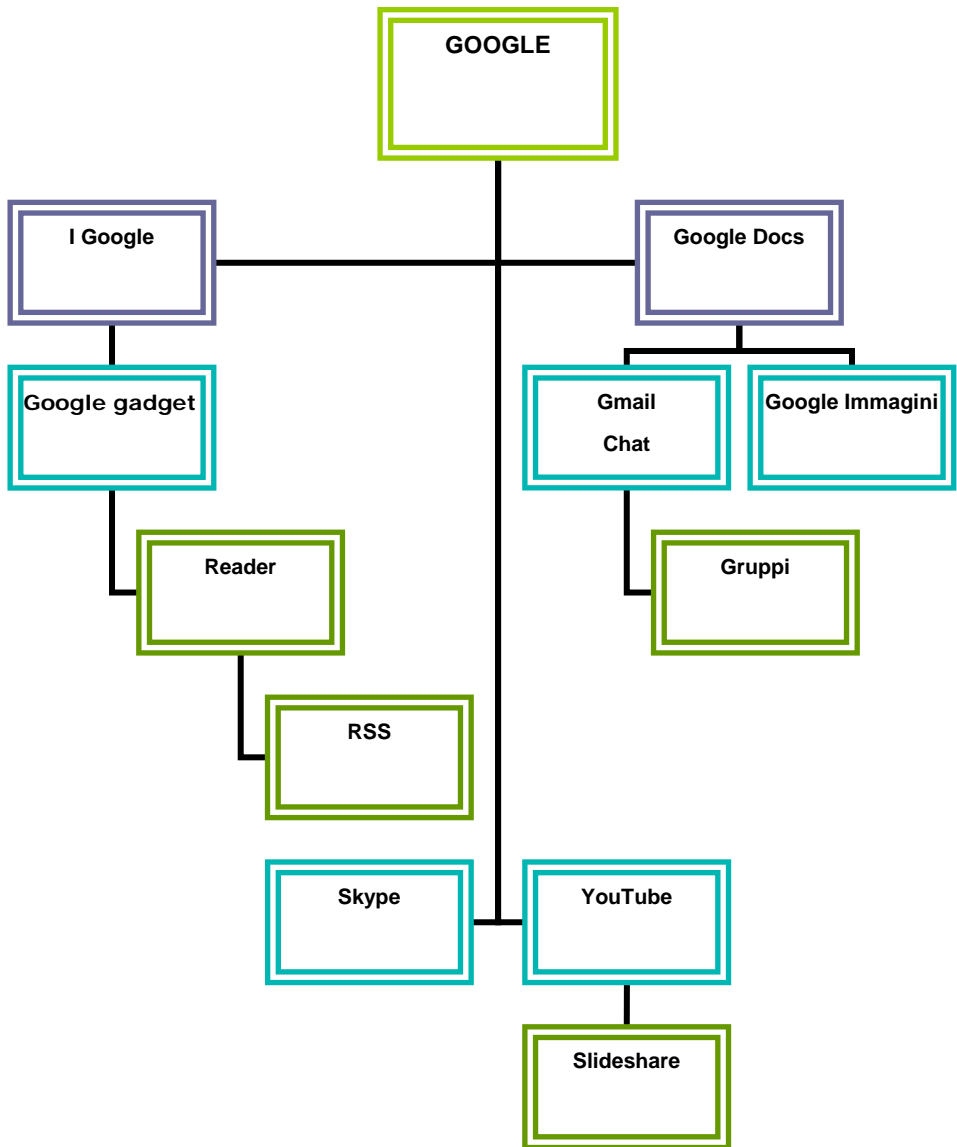 GOOGLE
I Google
Google Docs
Google gadget
Gmail
Chat
Google Immagini
Reader
Gruppi
RSS
Skype
YouTube
Slideshare